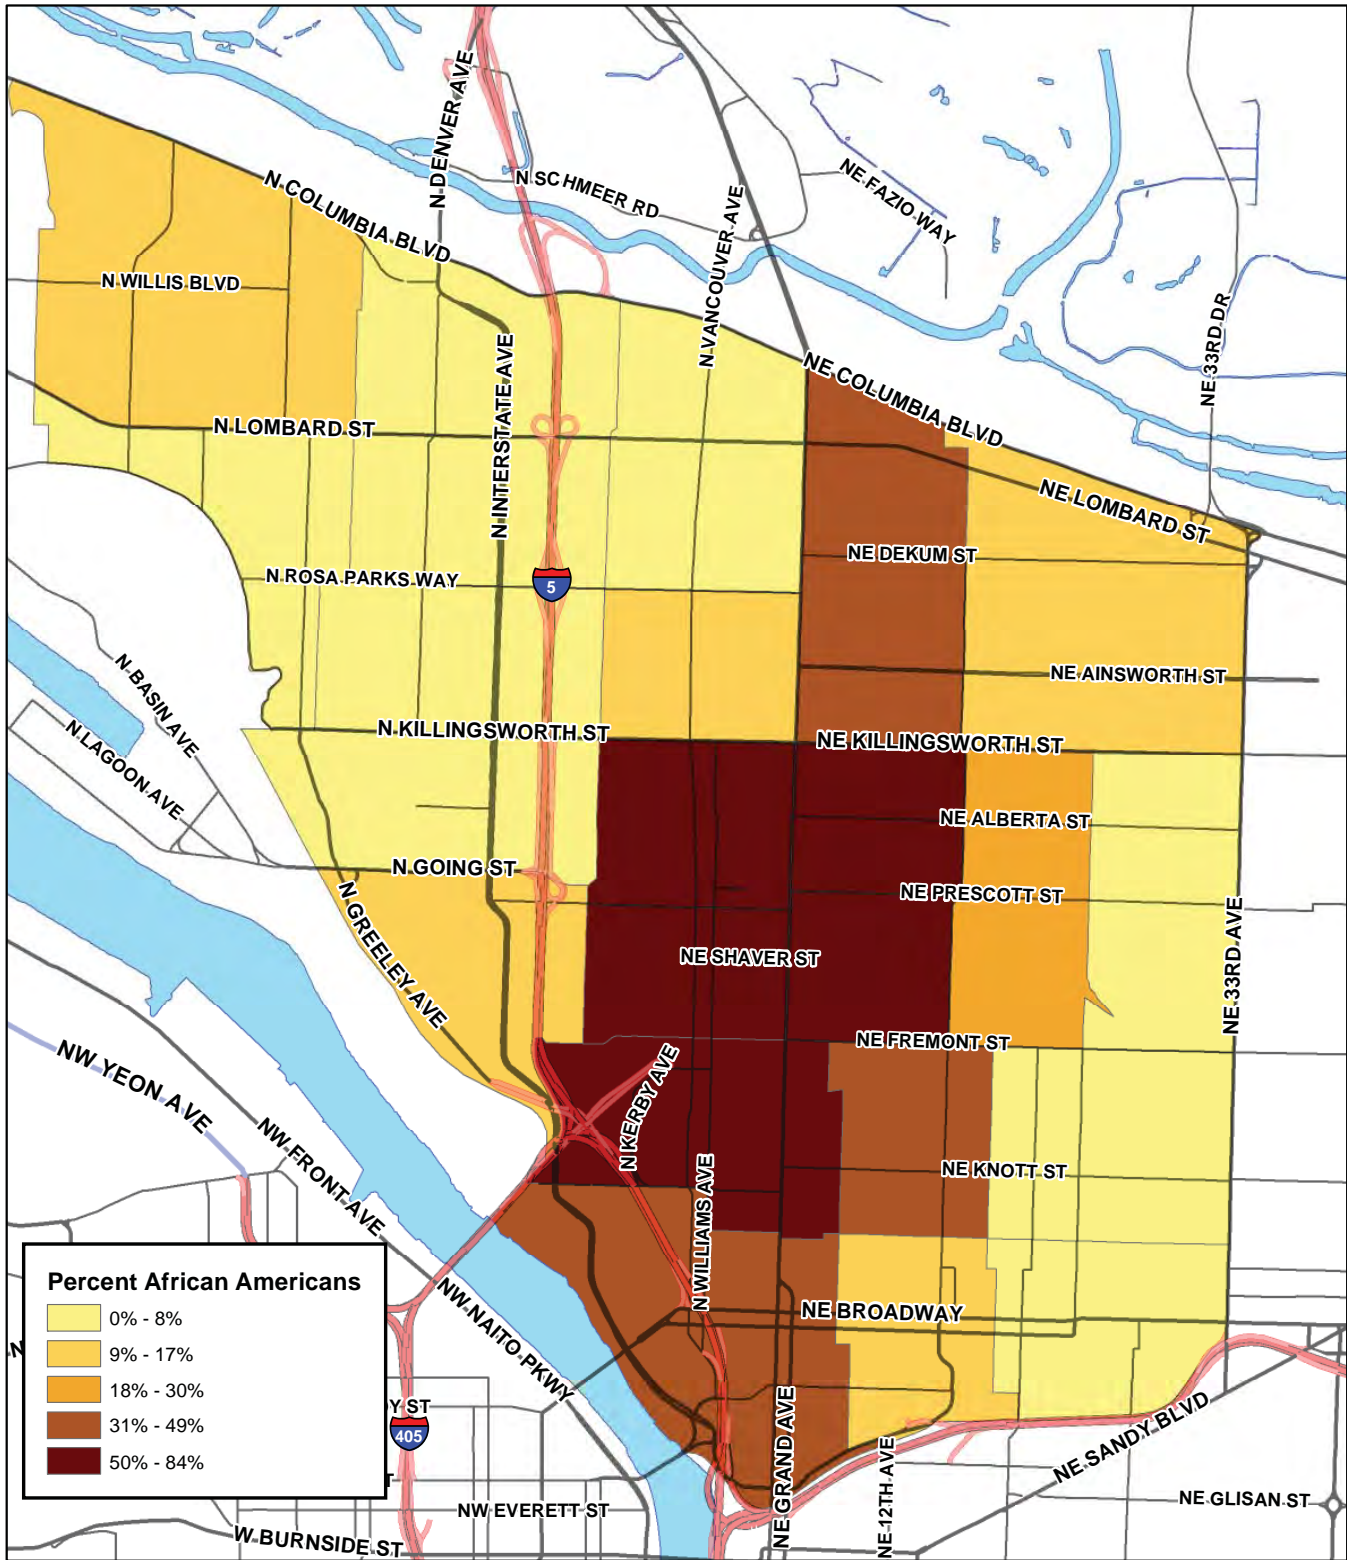 N DENVER AVE
N SCHMEER RD
NE FAZIO WAY
N COLUMBIA BLVD
N VANCOUVER AVE
N WILLIS BLVD
NE 33RD DR
N INTERSTATE AVE
NE COLUMBIA BLVD
N LOMBARD ST
NE LOMBARD ST
NE DEKUM ST
N ROSA PARKS WAY
5
NE AINSWORTH ST
N BASIN AVE
N LAGOON AVE
N KILLINGSWORTH ST
NE KILLINGSWORTH ST
NE ALBERTA ST
N GOING ST
NE PRESCOTT ST
N GREELEY AVE
NE SHAVER ST
NE 33RD AVE
NE FREMONT ST
NW YEON AVE
N KERBY AVE
NW FRONT AVE
NE KNOTT ST
N WILLIAMS AVE
NE BROADWAY
NW NAITO PKWY
Percent African Americans
0% - 8%
9% - 17%
18% - 30%
31% - 49%
50% - 84%
Y ST
405
NE GRAND AVE
NE 12TH AVE
NE SANDY BLVD
NE GLISAN ST
NW EVERETT ST
W BURNSIDE ST